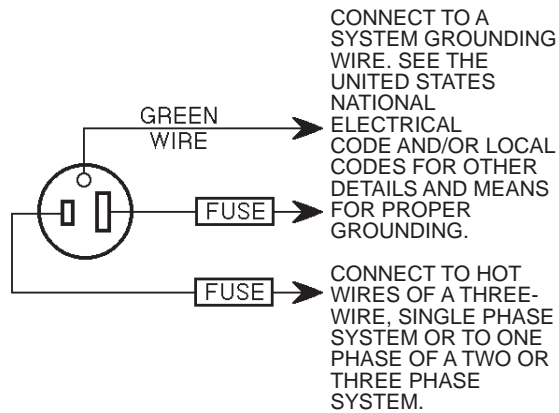 CONNECT TO A
SYSTEM GROUNDING
WIRE. SEE THE
UNITED STATES
NATIONAL
ELECTRICAL
CODE AND/OR LOCAL
CODES FOR OTHER
DETAILS AND MEANS
FOR PROPER
GROUNDING.
GREEN
WIRE
FUSE
FUSE
CONNECT TO HOT
WIRES OF A THREE-
WIRE, SINGLE PHASE
SYSTEM OR TO ONE
PHASE OF A TWO OR
THREE PHASE
SYSTEM.